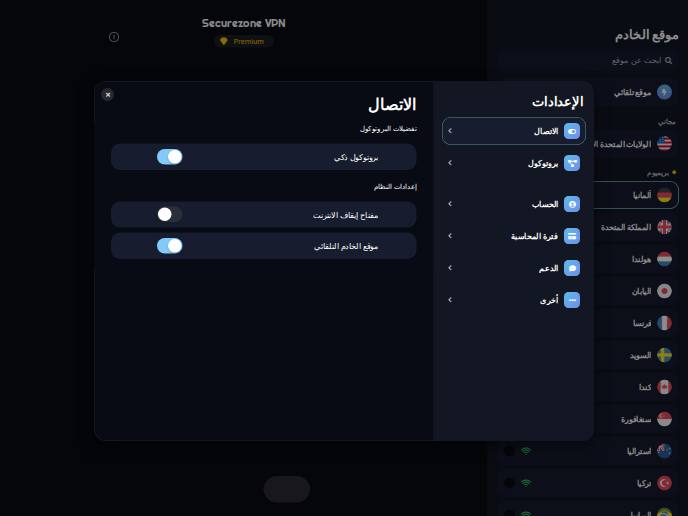 Securezone VPN
Premium
موقع الخادم
ابحث عن موقع
موقع تلقائي
مجاني
الولايات المتحدة
بريميوم
ألمانيا
المملكة المتحدة
هولندا
اليابان
فرنسا
السويد
كندا
سنغافورة
استراليا
تركيا
الإعدادات
الاتصال
بروتوكول
الحساب
فترة المحاسبة
الدعم
أخرى
الاتصال
تفضيلات البروتوكول
بروتوكول ذكي
إعدادات النظام
مفتاح إيقاف الانترنت
موقع الخادم التلقائي